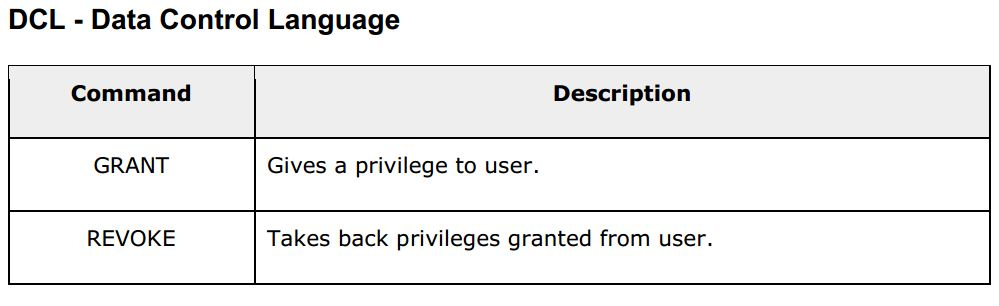 DCL - Data Control Language
Command Description
GRANT Gives a privilege to user.
REVOKE Takes back privileges granted from user.